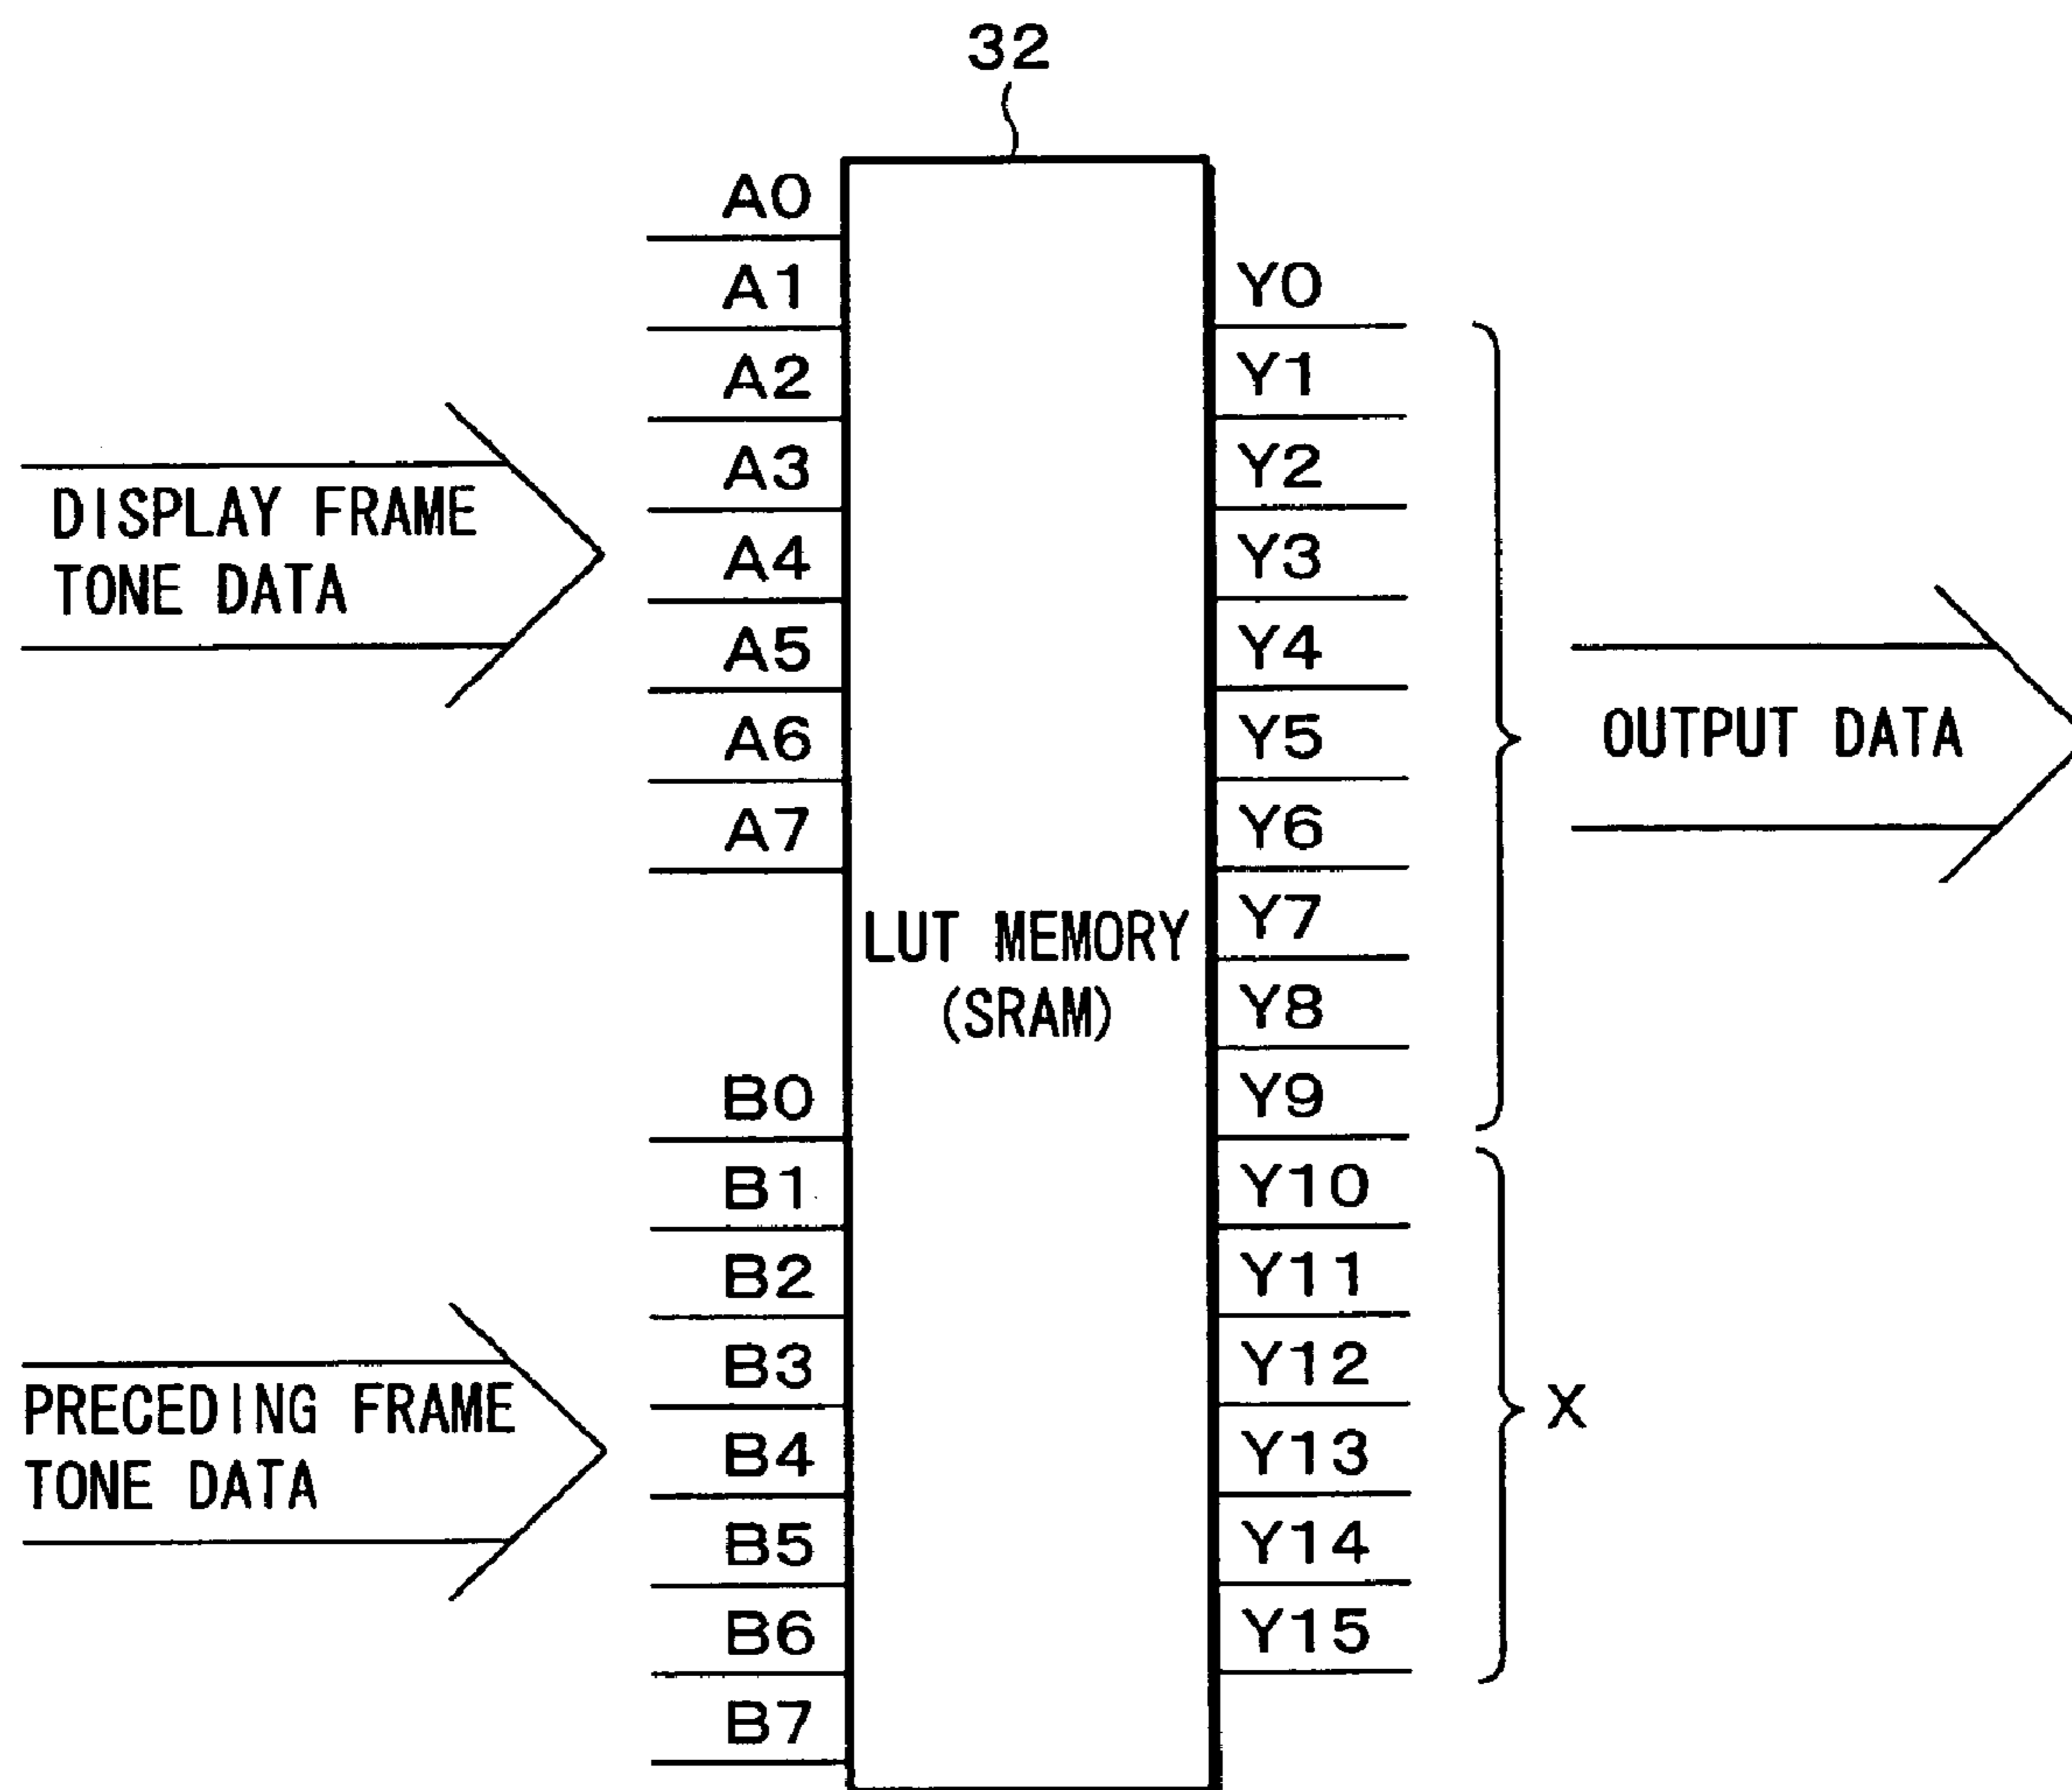 32
A0
A1
A2
A3
A4
A5
A6
A7
DISPLAY FRAME
TONE DATA
B0
B1
B2
B3
B4
B5
B6
B7
PRECEDING FRAME
TONE DATA
LUT MEMORY
(SRAM)
Y0
Y1
Y2
Y3
Y4
Y5
Y6
Y7
Y8
Y9
Y10
Y11
Y12
Y13
Y14
Y15
OUTPUT DATA
X